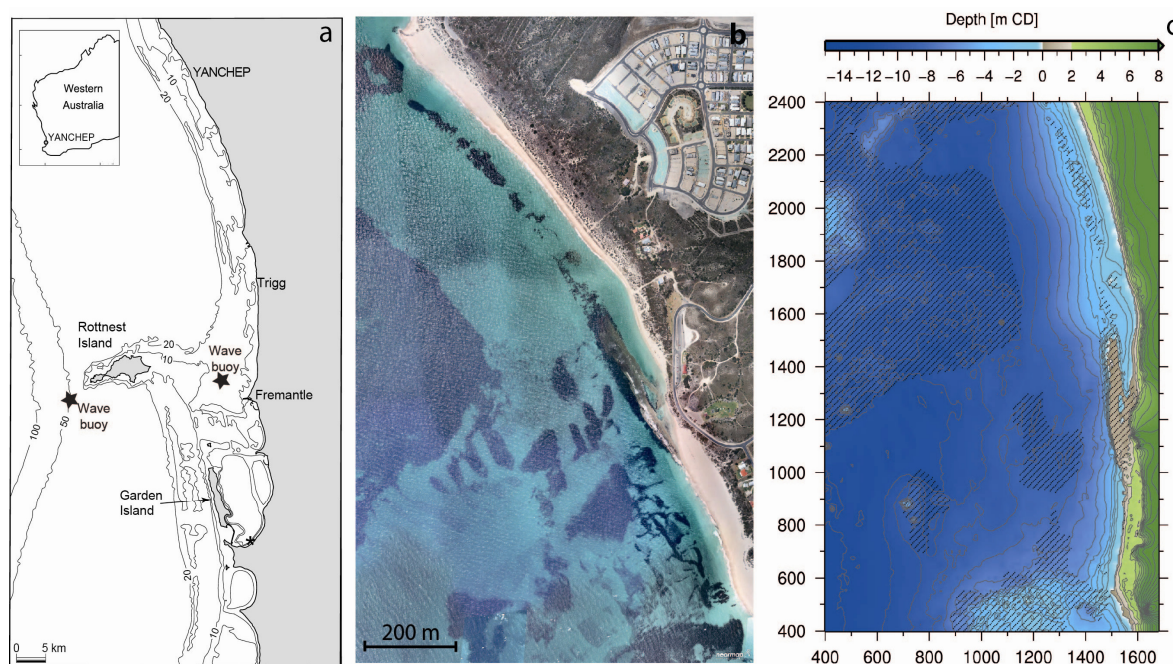 a
Western
Australia
YANCHEP
YANCHEP
10
20
Trigg
Rottnest
Island
20
10
Wave
buoy
Fremantle
Wave
buoy
100
50
Garden
Island
20
10
0 5 km
b
200 m
Depth [m CD]
c
−14 −12 −10 −8 −6 −4 −2 0 2 4 6 8
2400
2200
2000
1800
1600
1400
1200
1000
800
600
400
400 600 800 1000 1200 1400 1600